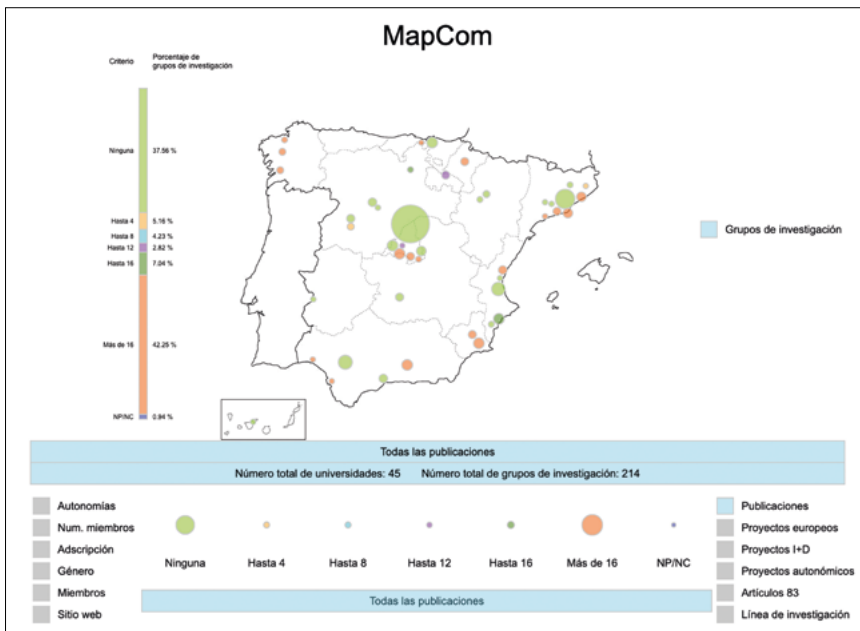 MapCom
Criterio
Porcentaje de
grupos de investigación
Ninguna 37.56 %
Hasta 4 5.16 %
Hasta 8 4.23 %
Hasta 12 2.82 %
Hasta 16 7.04 %
Más de 16 42.25 %
NP/NC 0.94 %
Grupos de investigación
Todas las publicaciones
Número total de universidades: 45 Número total de grupos de investigación: 214
Autonomías
Num. miembros
Adscripción
Género
Miembros
Sitio web
Ninguna Hasta 4 Hasta 8 Hasta 12 Hasta 16 Más de 16 NP/NC
Todas las publicaciones
Publicaciones
Proyectos europeos
Proyectos I+D
Proyectos autonómicos
Artículos 83
Línea de investigación